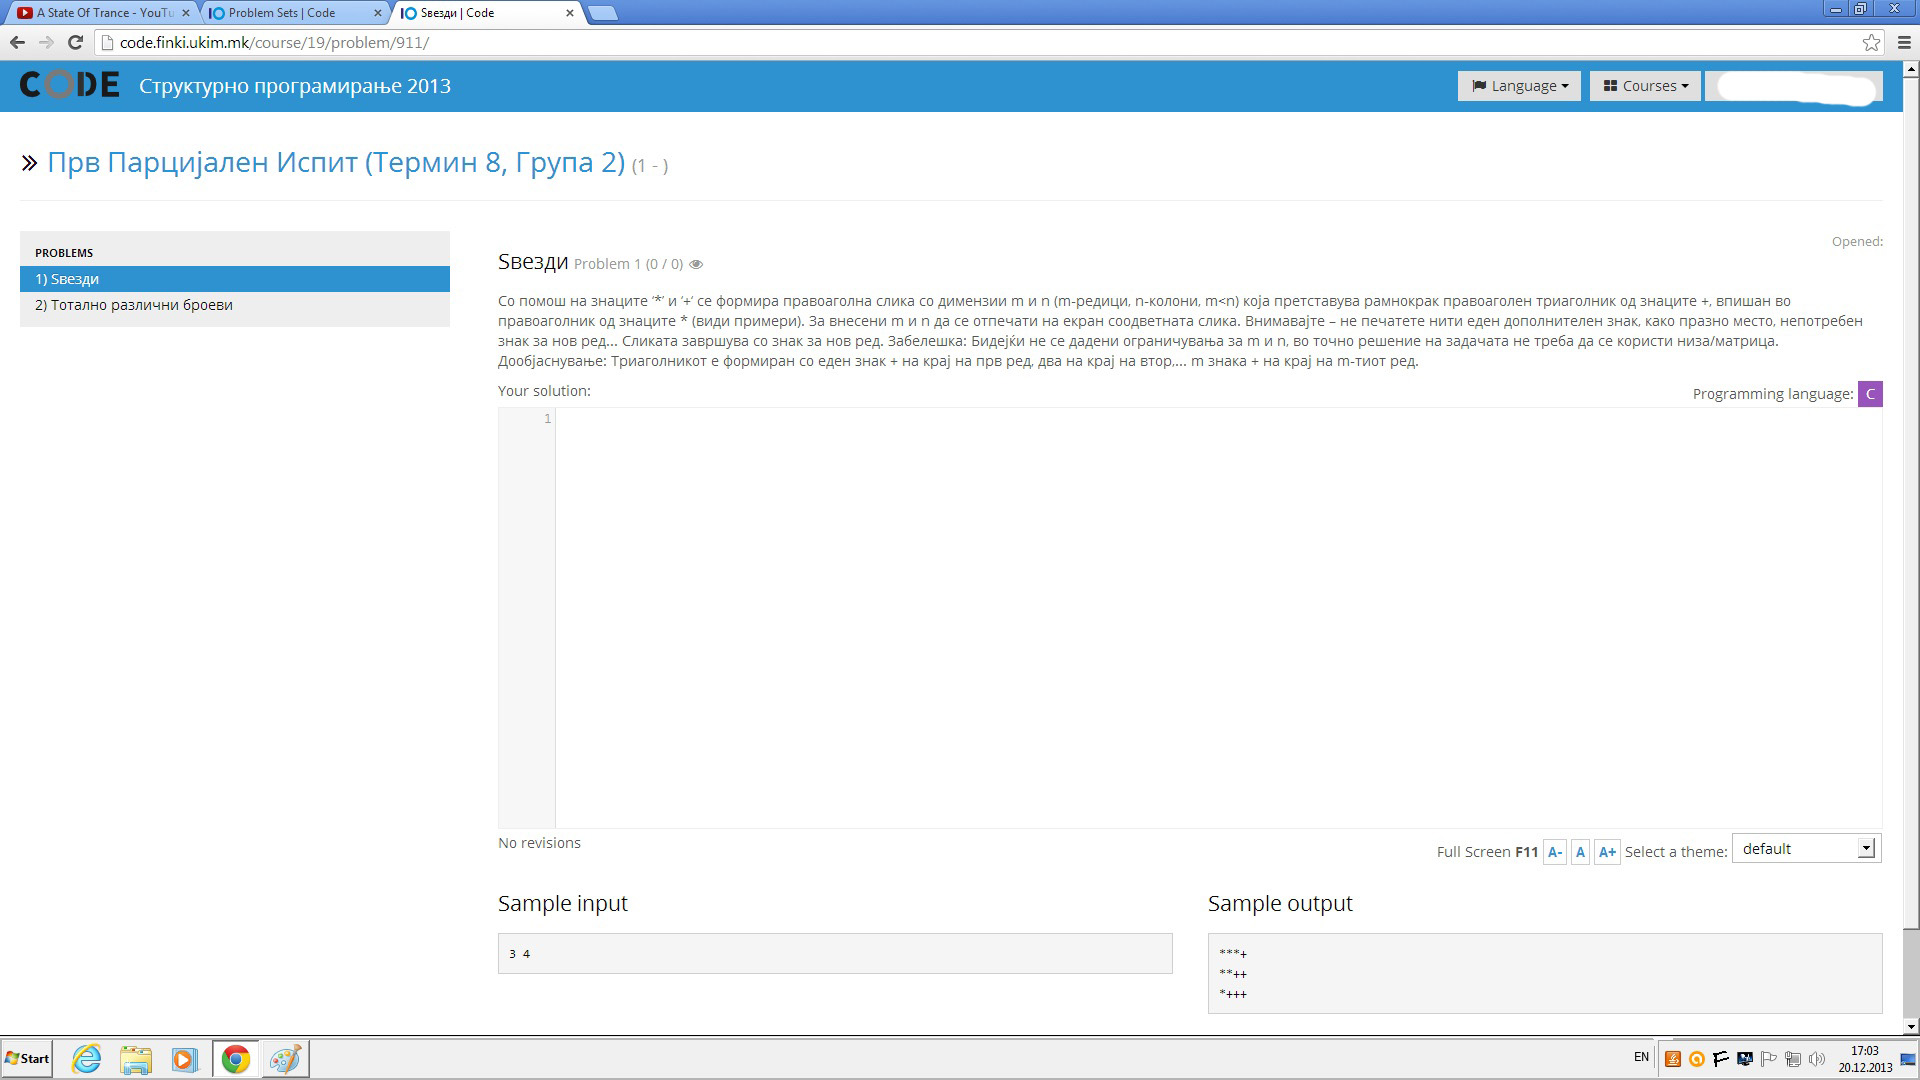 A State Of Trance - YouTu
Problem Sets | Code
Ѕвезди | Code
code.finki.ukim.mk/course/19/problem/911/
CODE
Структурно програмирање 2013
Language
Courses
» Прв Парцијален Испит (Термин 8, Група 2) (1 - )
PROBLEMS
1) Ѕвезди
2) Тотално различни броеви
Opened:
Ѕвезди Problem 1 (0 / 0)
Со помош на знаците ‘*’ и ‘+’ се формира правоаголна слика со димензии m и n (m-редици, n-колони, m<n) која претставува рамнокрак правоаголен триаголник од знаците +, впишан во
правоаголник од знаците * (види примери). За внесени m и n да се отпечати на екран соодветната слика. Внимавајте – не печатете нити еден дополнителен знак, како празно место, непотребен
знак за нов ред... Сликата завршува со знак за нов ред. Забелешка: Бидејќи не се дадени ограничувања за m и n, во точно решение на задачата не треба да се користи низа/матрица.
Дообјаснување: Триаголникот е формиран со еден знак + на крај на прв ред, два на крај на втор,... m знака + на крај на m-тиот ред.
Your solution:
Programming language: C
1
No revisions
Full Screen F11 A- A A+ Select a theme: default
Sample input
Sample output
3 4
***+
**++
*+++
Start
EN
17:03
20.12.2013